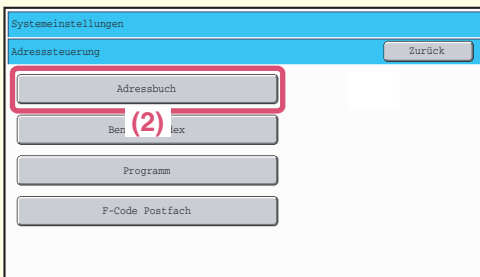 Systemeinstellungen
Adresssteuerung
Zurück
Adressbuch
(2)
Programm
F-Code Postfach